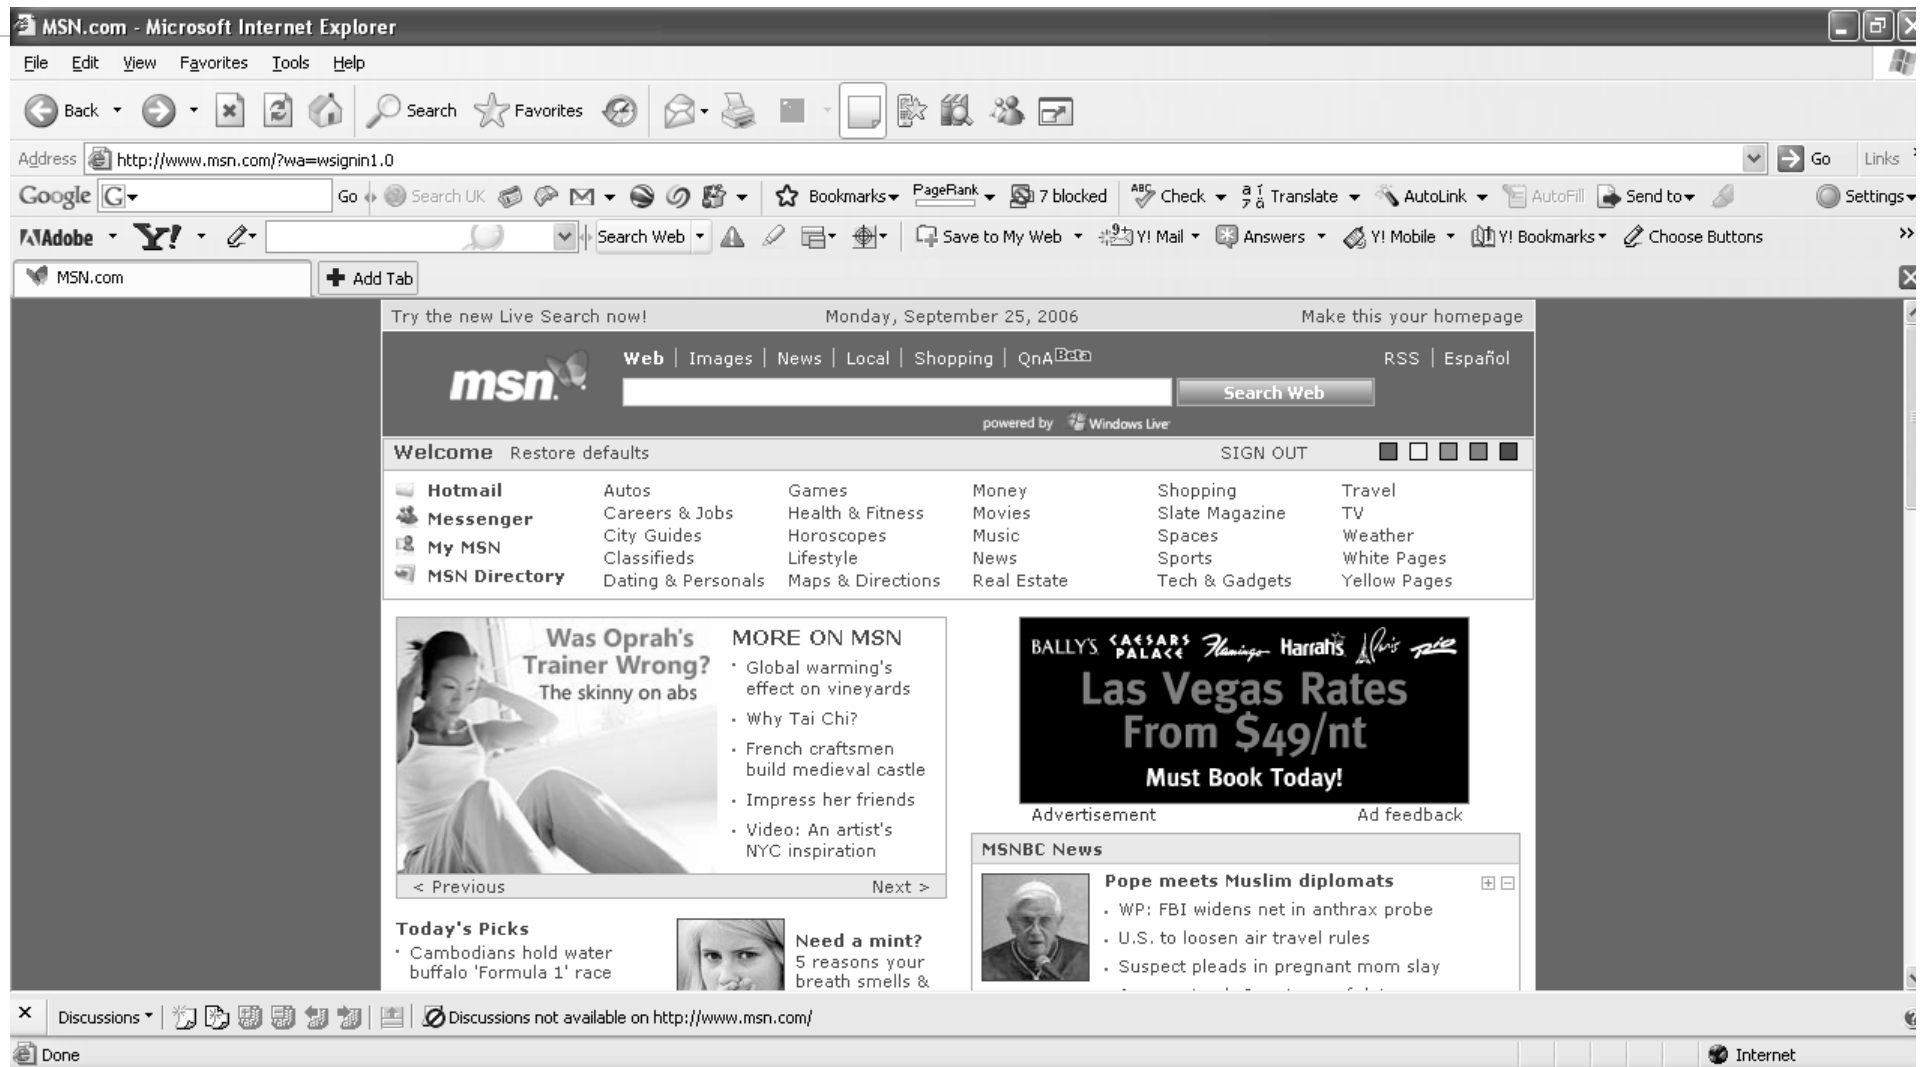 MSN.com - Microsoft Internet Explorer
File Edit View Favorites Tools Help
Back Search Favorites
Address http://www.msn.com/?wa=wsignin1.0 Go Links
Google G Go Search UK Bookmarks PageRank 7 blocked ABC Check Translate AutoLink AutoFill Send to Settings
Adobe Y! Search Web Save to My Web Y! Mail Answers Y! Mobile Y! Bookmarks Choose Buttons >>
MSN.com Add Tab
Try the new Live Search now! Monday, September 25, 2006 Make this your homepage
Web | Images | News | Local | Shopping | QnA Beta RSS | Español
msn. Search Web
powered by Windows Live
Welcome Restore defaults SIGN OUT
Hotmail
Messenger
My MSN
MSN Directory
Autos
Careers & Jobs
City Guides
Classifieds
Dating & Personals
Games
Health & Fitness
Horoscopes
Lifestyle
Maps & Directions
Money
Movies
Music
News
Real Estate
Shopping
Slate Magazine
Spaces
Sports
Tech & Gadgets
Travel
TV
Weather
White Pages
Yellow Pages
Was Oprah's
Trainer Wrong?
The skinny on abs
MORE ON MSN
Global warming's
effect on vineyards
Why Tai Chi?
French craftsmen
build medieval castle
Impress her friends
Video: An artist's
NYC inspiration
< Previous Next >
BALLY'S CAESARS PALACE Flamingo Harrah's Paris rio
Las Vegas Rates
From $49/nt
Must Book Today!
Advertisement Ad feedback
MSNBC News
Pope meets Muslim diplomats
WP: FBI widens net in anthrax probe
U.S. to loosen air travel rules
Suspect pleads in pregnant mom slay
Today's Picks
Cambodians hold water
buffalo 'Formula 1' race
Need a mint?
5 reasons your
breath smells &
Discussions Discussions not available on http://www.msn.com/
Done Internet